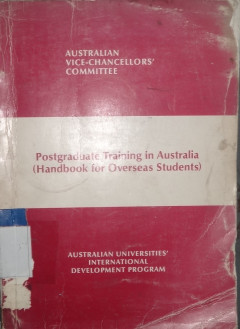 AUSTRALIAN
VICE-CHANCELLORS'
COMMITTEE
Postgraduate Training in Australia
(Handbook for Overseas Students)
AUSTRALIAN UNIVERSITIES'
INTERNATIONAL
DEVELOPMENT PROGRAM